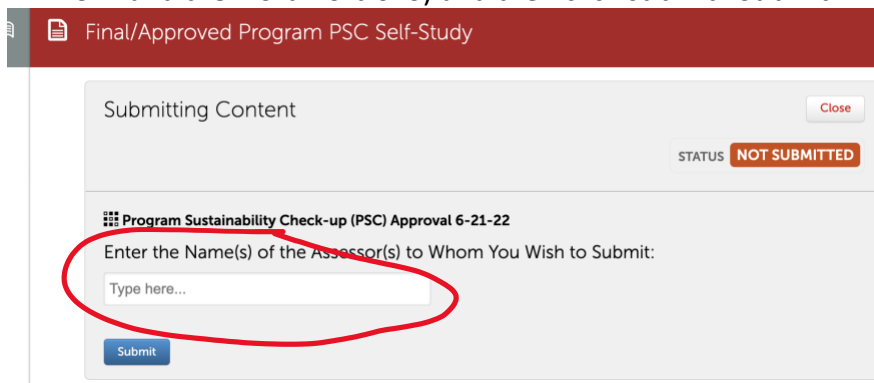 Final/Approved Program PSC Self-Study
Submitting Content
Close
STATUS NOT SUBMITTED
Program Sustainability Check-up (PSC) Approval 6-21-22
Enter the Name(s) of the Assessor(s) to Whom You Wish to Submit:
Type here...
Submit